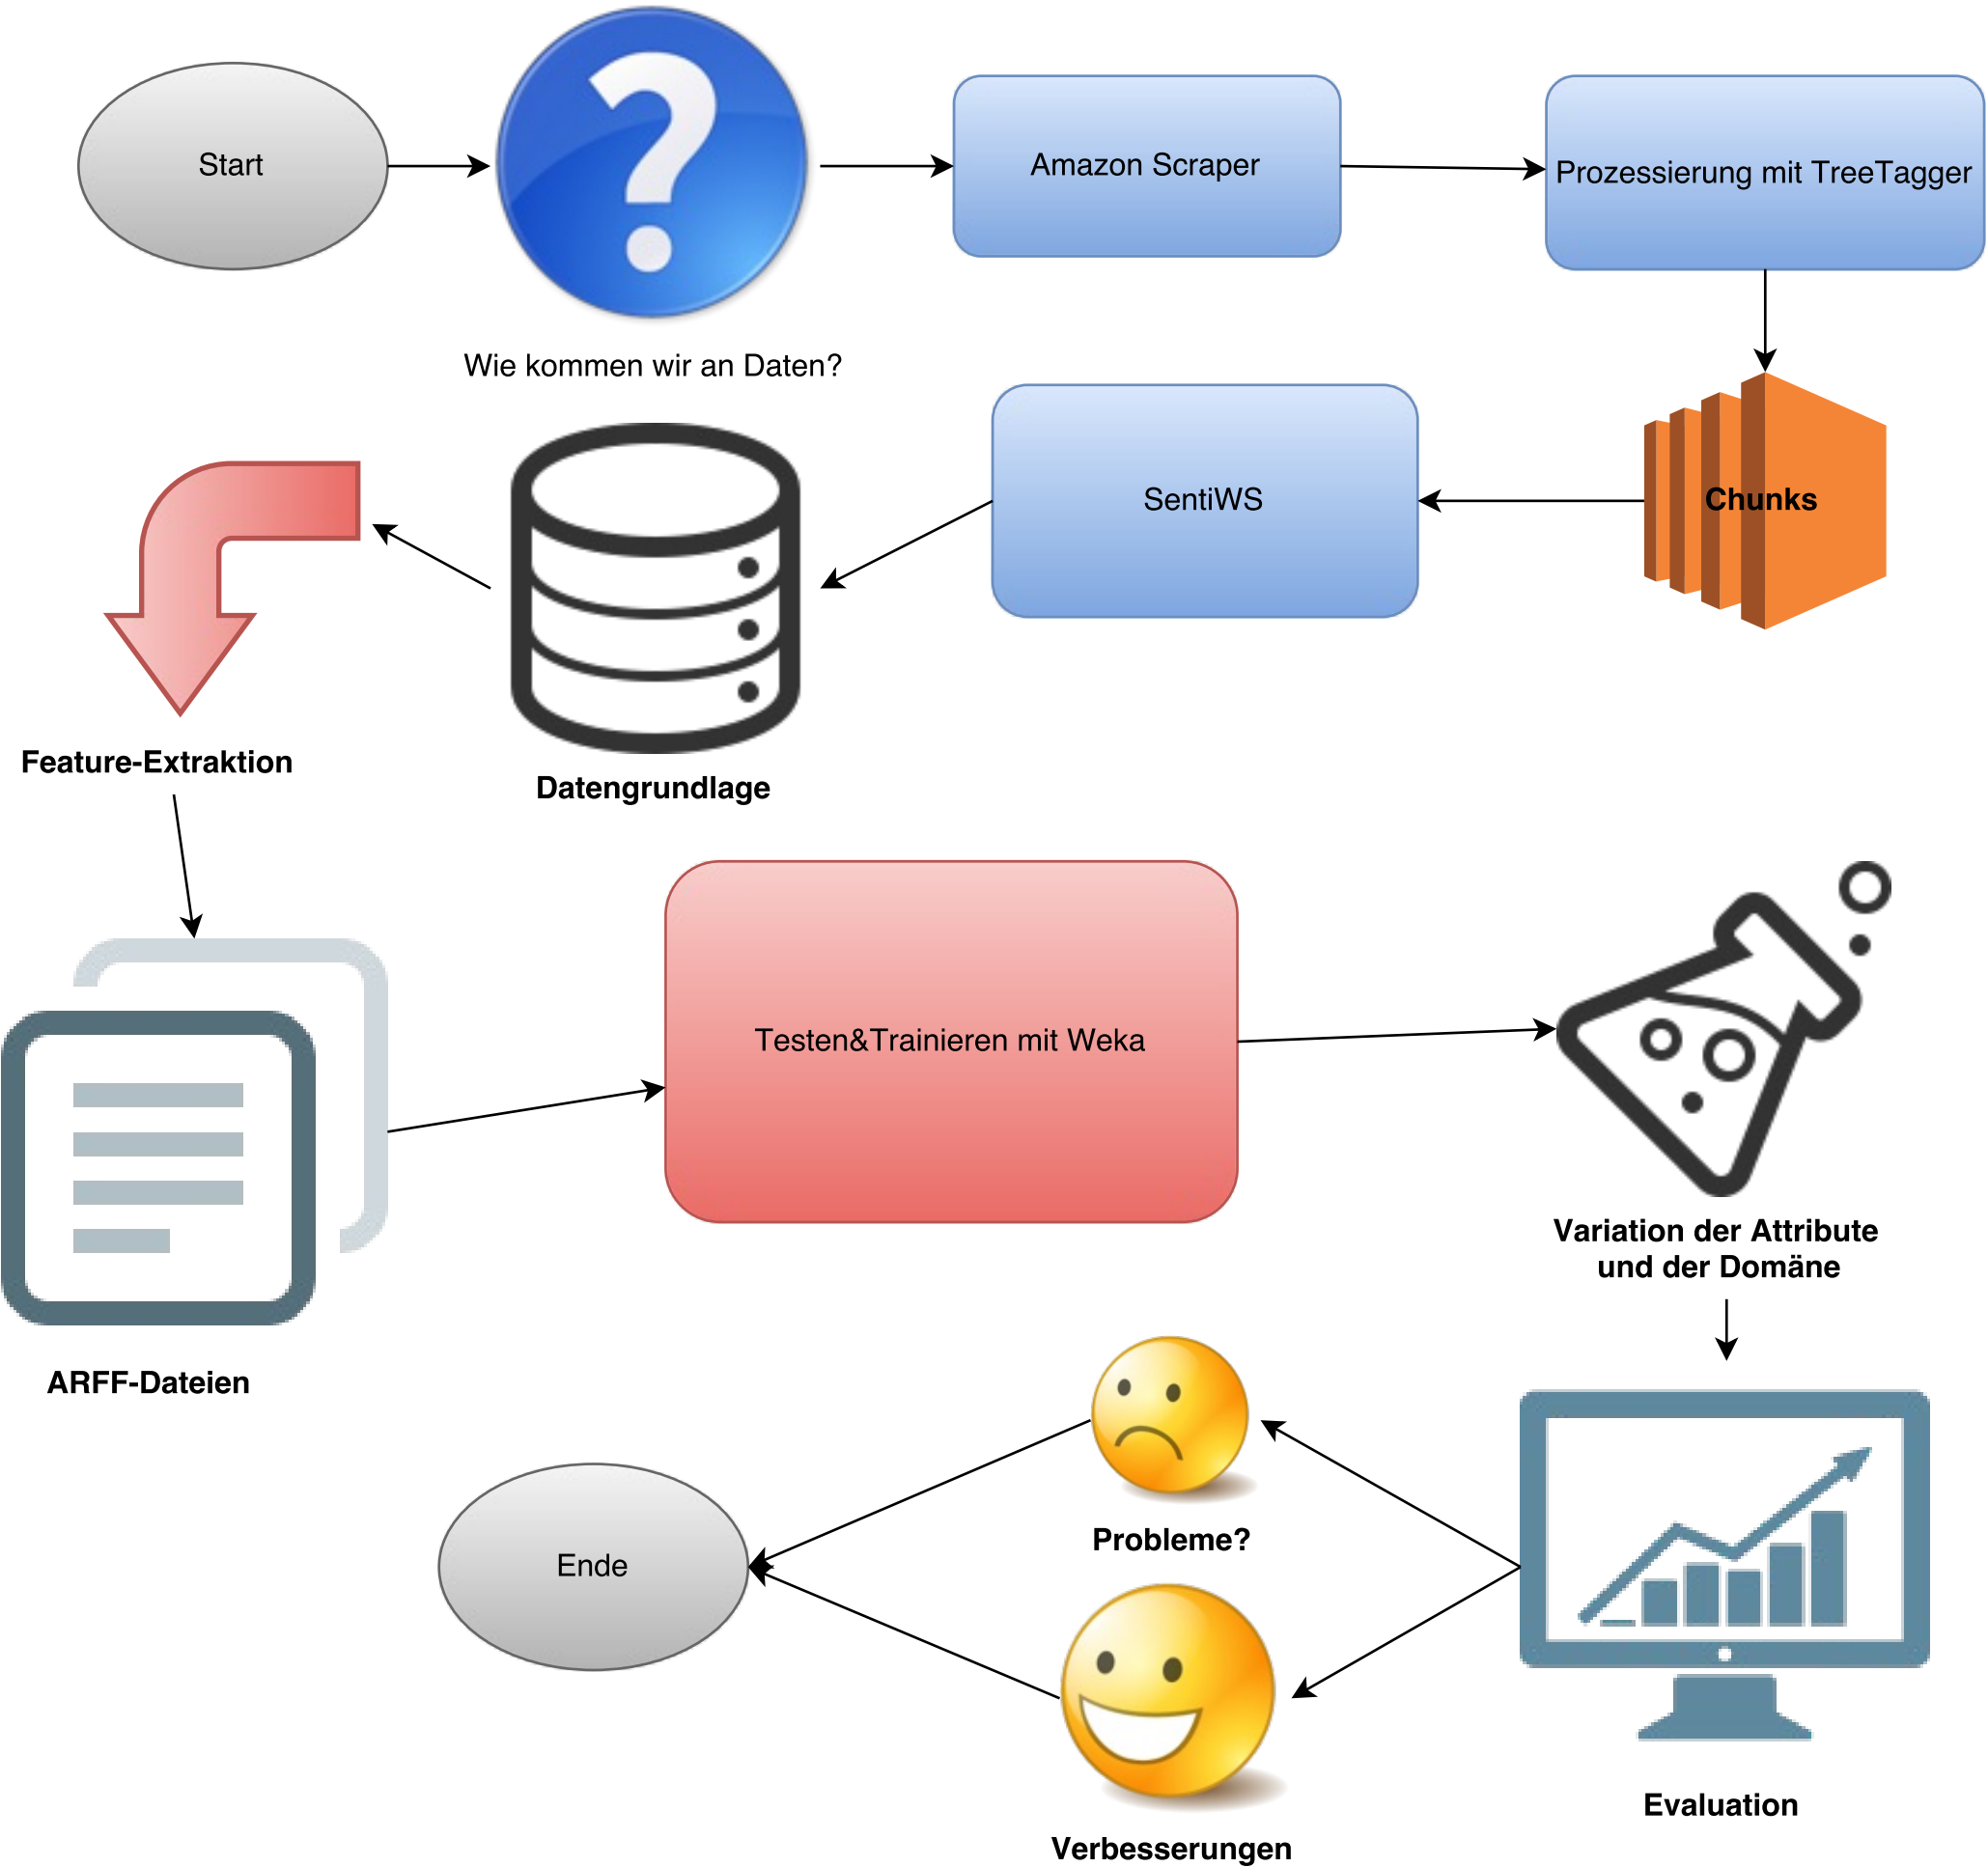 Start
Wie kommen wir an Daten?
Amazon Scraper
Prozessierung mit TreeTagger
Chunks
SentiWS
Datengrundlage
Feature-Extraktion
ARFF-Dateien
Testen&Trainieren mit Weka
Variation der Attribute
und der Domäne
Evaluation
Probleme?
Verbesserungen
Ende